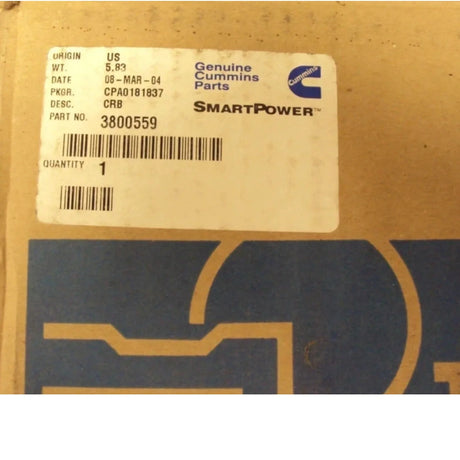 ORIGIN US
WT. 5.83
DATE 08-MAR-04
PKGR. CPA0181837
DESC. CRB
PART NO. 3800559
QUANTITY 1
Genuine
Cummins
Parts
Cummins
SMARTPOWER™